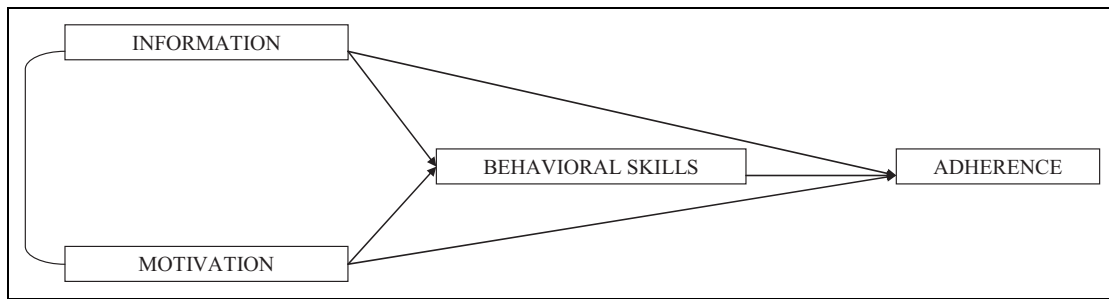 INFORMATION
BEHAVIORAL SKILLS
ADHERENCE
MOTIVATION